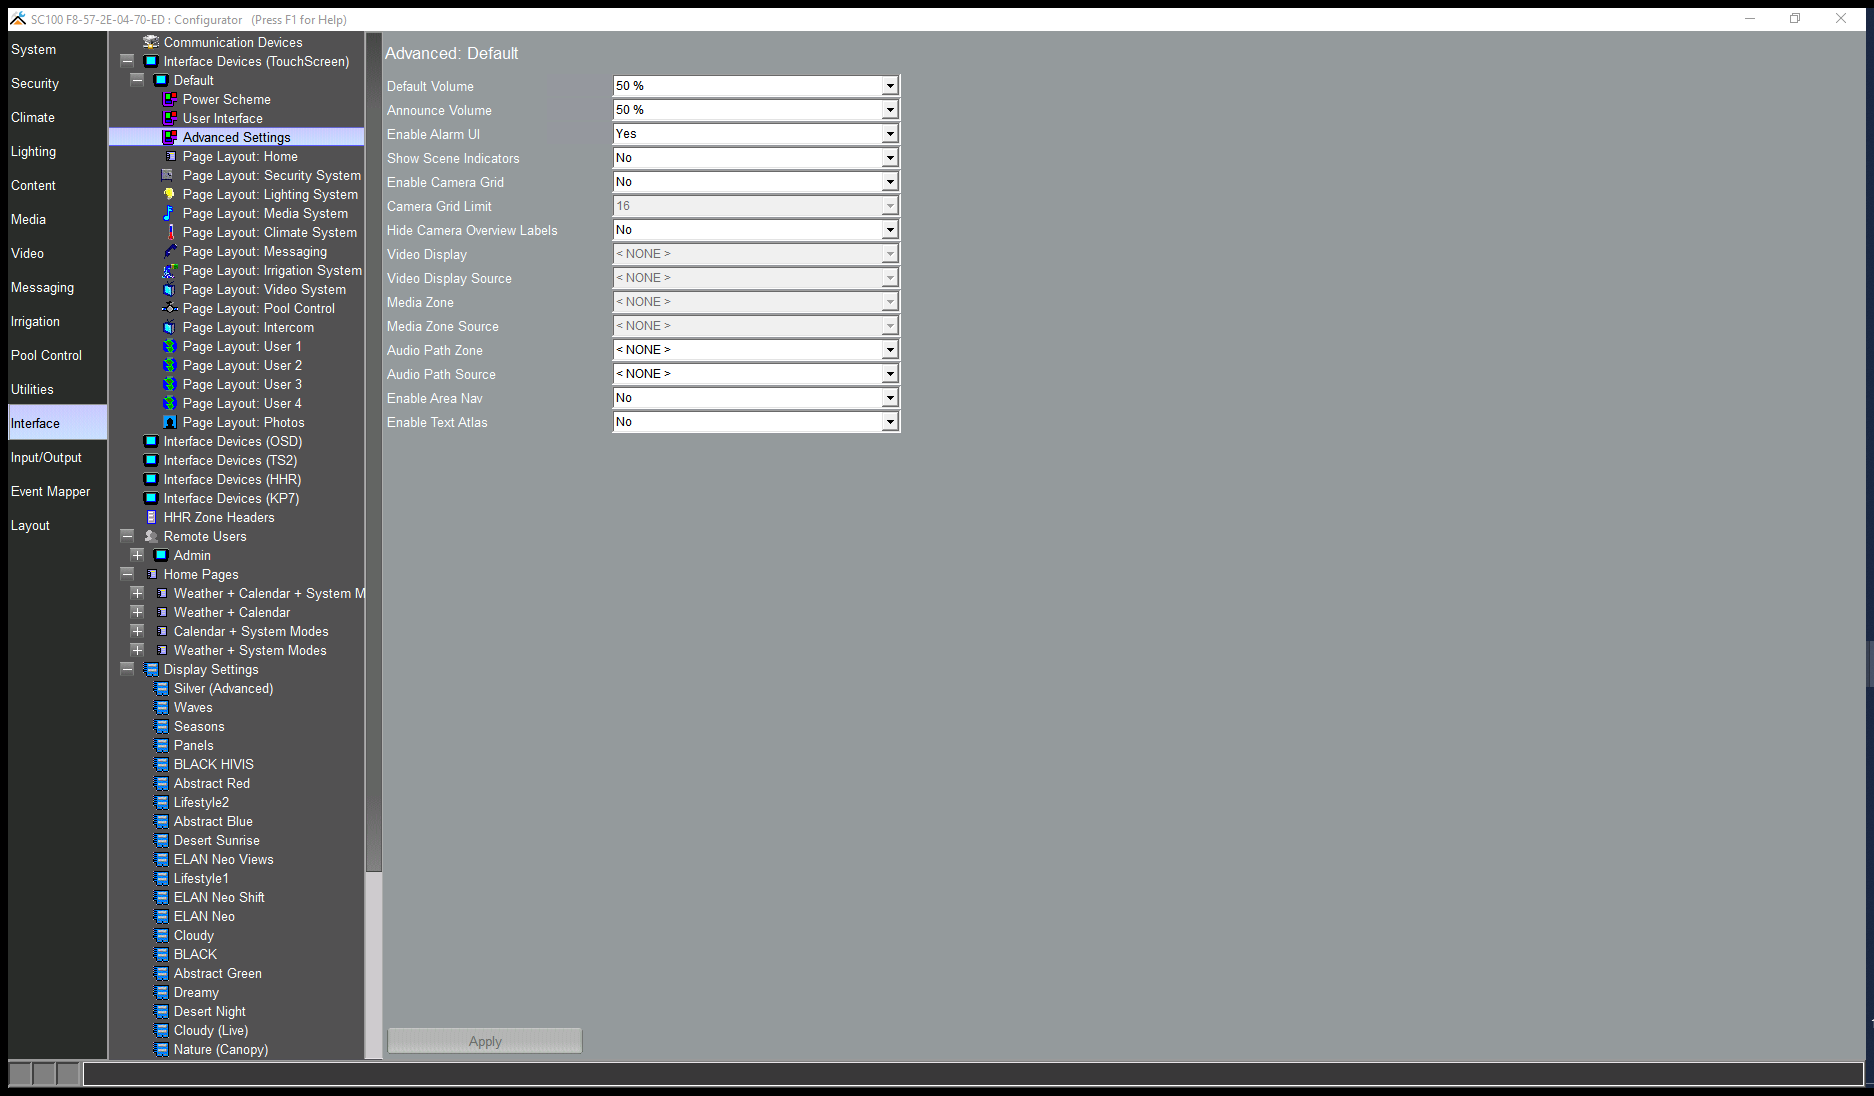 SC100 F8-57-2E-04-70-ED : Configurator (Press F1 for Help)
System
Security
Climate
Lighting
Content
Media
Video
Messaging
Irrigation
Pool Control
Utilities
Interface
Input/Output
Event Mapper
Layout
Communication Devices
Interface Devices (TouchScreen)
Default
Power Scheme
User Interface
Advanced Settings
Page Layout: Home
Page Layout: Security System
Page Layout: Lighting System
Page Layout: Media System
Page Layout: Climate System
Page Layout: Messaging
Page Layout: Irrigation System
Page Layout: Video System
Page Layout: Pool Control
Page Layout: Intercom
Page Layout: User 1
Page Layout: User 2
Page Layout: User 3
Page Layout: User 4
Page Layout: Photos
Interface Devices (OSD)
Interface Devices (TS2)
Interface Devices (HHR)
Interface Devices (KP7)
HHR Zone Headers
Remote Users
Admin
Home Pages
Weather + Calendar + System M
Weather + Calendar
Calendar + System Modes
Weather + System Modes
Display Settings
Silver (Advanced)
Waves
Seasons
Panels
BLACK HIVIS
Abstract Red
Lifestyle2
Abstract Blue
Desert Sunrise
ELAN Neo Views
Lifestyle1
ELAN Neo Shift
ELAN Neo
Cloudy
BLACK
Abstract Green
Dreamy
Desert Night
Cloudy (Live)
Nature (Canopy)
Advanced: Default
Default Volume 50 %
Announce Volume 50 %
Enable Alarm UI Yes
Show Scene Indicators No
Enable Camera Grid No
Camera Grid Limit 16
Hide Camera Overview Labels No
Video Display < NONE >
Video Display Source < NONE >
Media Zone < NONE >
Media Zone Source < NONE >
Audio Path Zone < NONE >
Audio Path Source < NONE >
Enable Area Nav No
Enable Text Atlas No
Apply